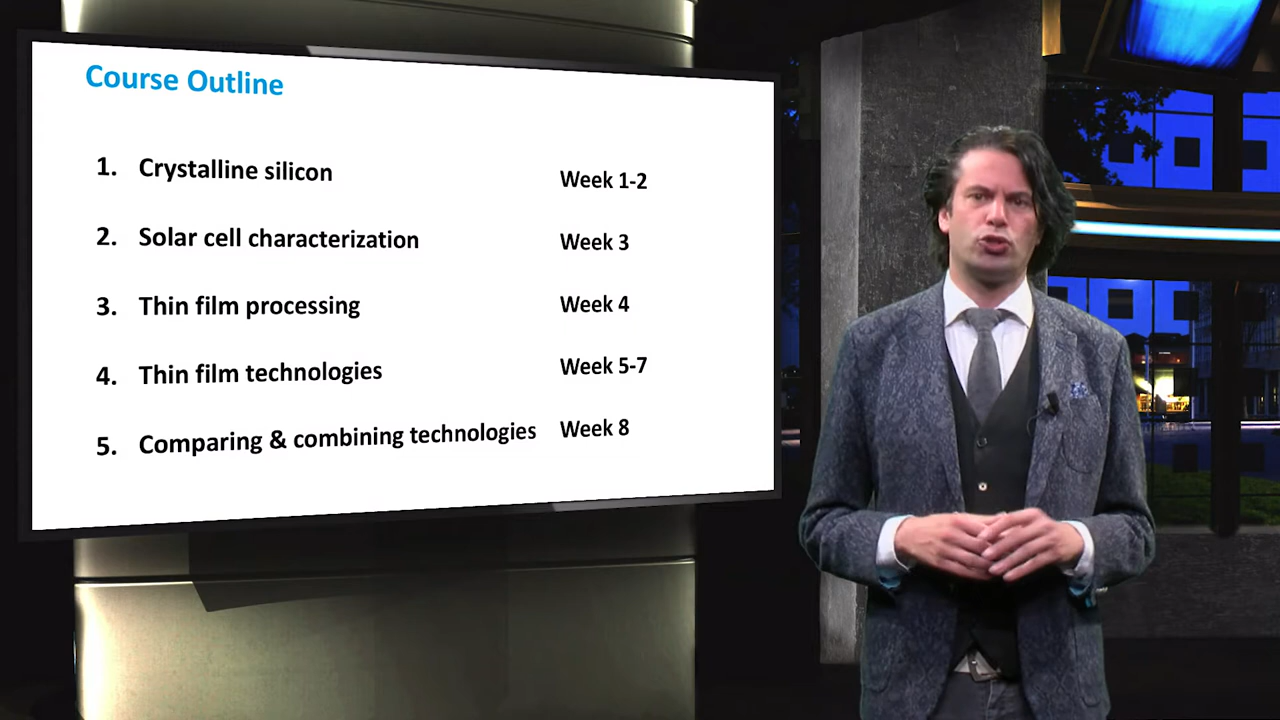 Course Outline
1. Crystalline silicon Week 1-2
2. Solar cell characterization Week 3
3. Thin film processing Week 4
4. Thin film technologies Week 5-7
5. Comparing & combining technologies Week 8